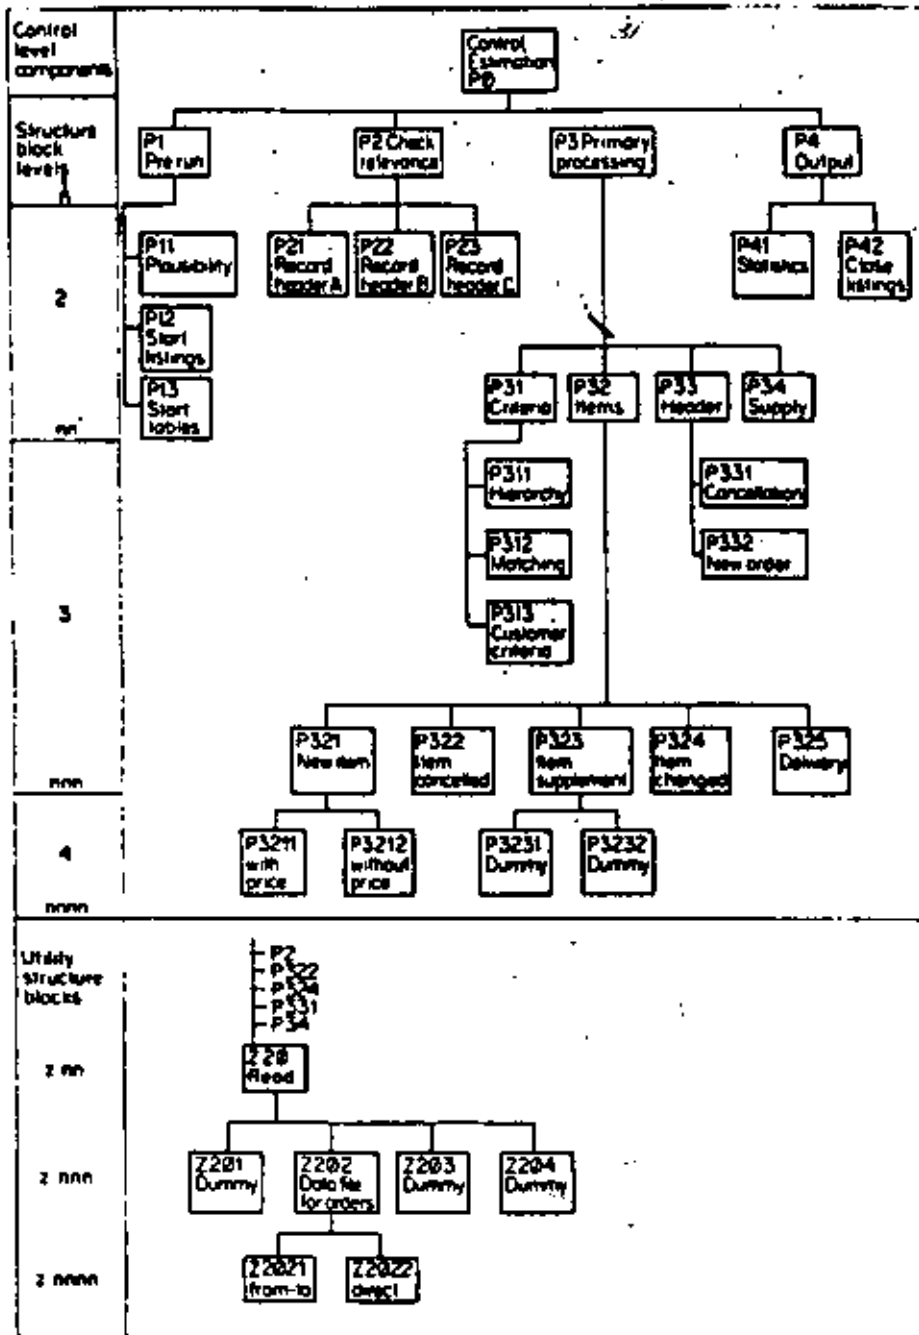 Control
level
components
Control
Estimation
P0
Structure
block
levels
n
P1
Pre run
P2 Check
relevance
P3 Primary
processing
P4
Output
2
nn
P11
Plausibility
P12
Start
listings
P13
Start
tables
P21
Record
header A
P22
Record
header B
P23
Record
header C
P41
Statistics
P42
Close
listings
P31
Criteria
P32
Items
P33
Header
P34
Supply
3
nnn
P311
Hierarchy
P312
Matching
P313
Customer
criteria
P331
Cancellation
P332
New order
P321
New item
P322
Item
cancelled
P323
Item
supplement
P324
Item
changed
P325
Delivery
4
nnnn
P3211
with
price
P3212
without
price
P3231
Dummy
P3232
Dummy
Utility
structure
blocks
P2
P322
P331
P34
z nn
Z20
Read
z nnn
Z201
Dummy
Z202
Data file
for orders
Z203
Dummy
Z204
Dummy
z nnnn
Z2021
from-to
Z2022
direct